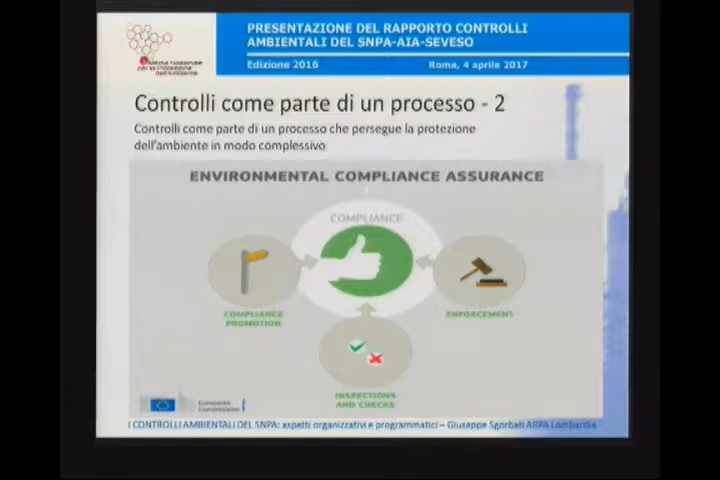 PRESENTAZIONE DEL RAPPORTO CONTROLLI
AMBIENTALI DEL SNPA-AIA-SEVESO
Edizione 2016
Roma, 4 aprile 2017
Controlli come parte di un processo - 2
Controlli come parte di un processo che persegue la protezione
dell'ambiente in modo complessivo
ENVIRONMENTAL COMPLIANCE ASSURANCE
COMPLIANCE
COMPLIANCE
PROMOTION
ENFORCEMENT
INSPECTIONS
AND CHECKS
European
Commission
I CONTROLLI AMBIENTALI DEL SNPA: aspetti organizzativi e programmatici – Giuseppe Sgorbati ARPA Lombardia